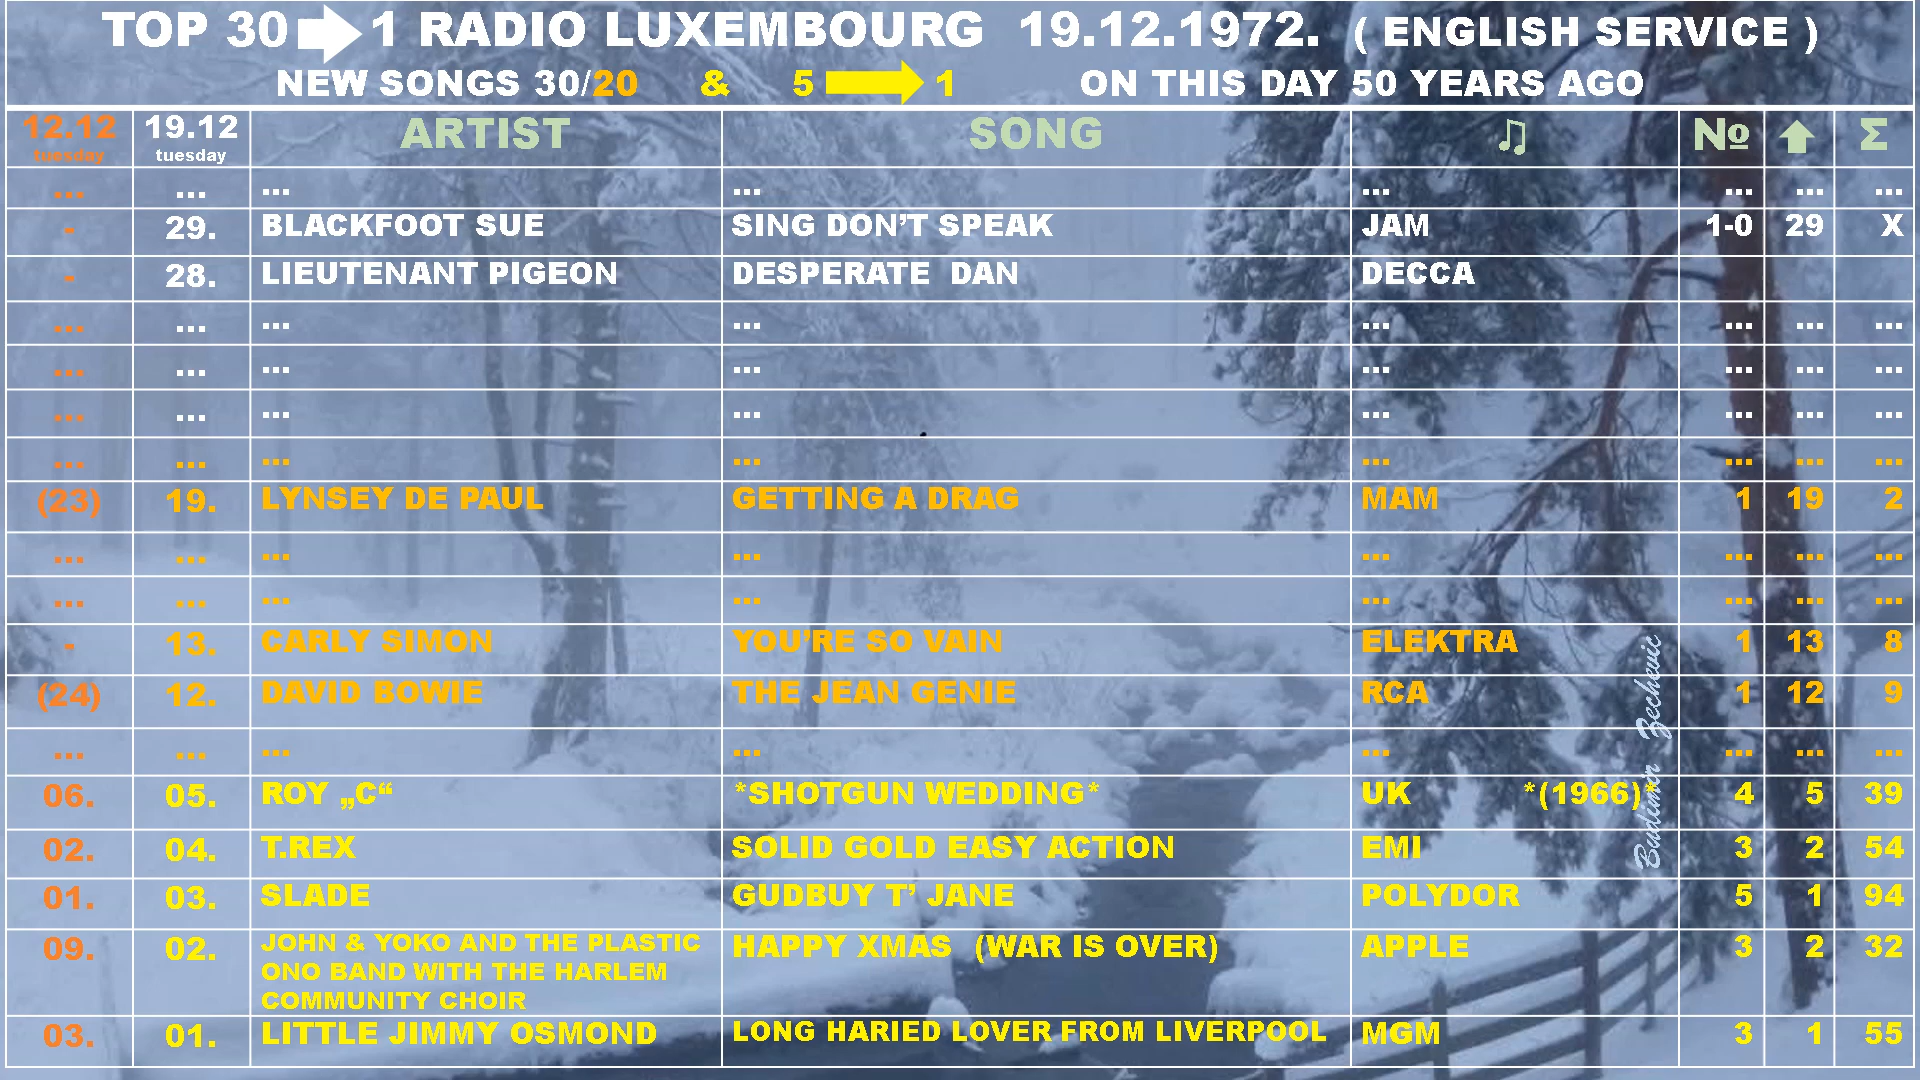 TOP 30 1 RADIO LUXEMBOURG 19.12.1972. ( ENGLISH SERVICE )
NEW SONGS 30/20 & 5 1 ON THIS DAY 50 YEARS AGO
12.12 19.12 ARTIST SONG ♫ № Σ
tuesday tuesday
... ... ... ... ... ... ... ...
- 29. BLACKFOOT SUE SING DON’T SPEAK JAM 1-0 29 X
- 28. LIEUTENANT PIGEON DESPERATE DAN DECCA
... ... ... ... ... ... ... ...
... ... ... ... ... ... ... ...
... ... ... ... ... ... ... ...
... ... ... ... ... ... ... ...
(23) 19. LYNSEY DE PAUL GETTING A DRAG MAM 1 19 2
... ... ... ... ... ... ... ...
... ... ... ... ... ... ... ...
- 13. CARLY SIMON YOU’RE SO VAIN ELEKTRA 1 13 8
(24) 12. DAVID BOWIE THE JEAN GENIE RCA 1 12 9
... ... ... ... ... ... ... ...
06. 05. ROY „C“ *SHOTGUN WEDDING* UK *(1966)* 4 5 39
02. 04. T.REX SOLID GOLD EASY ACTION EMI 3 2 54
01. 03. SLADE GUDBUY T’ JANE POLYDOR 5 1 94
09. 02. JOHN & YOKO AND THE PLASTIC HAPPY XMAS (WAR IS OVER) APPLE 3 2 32
ONO BAND WITH THE HARLEM
COMMUNITY CHOIR
03. 01. LITTLE JIMMY OSMOND LONG HARIED LOVER FROM LIVERPOOL MGM 3 1 55
Budimir Zechevic